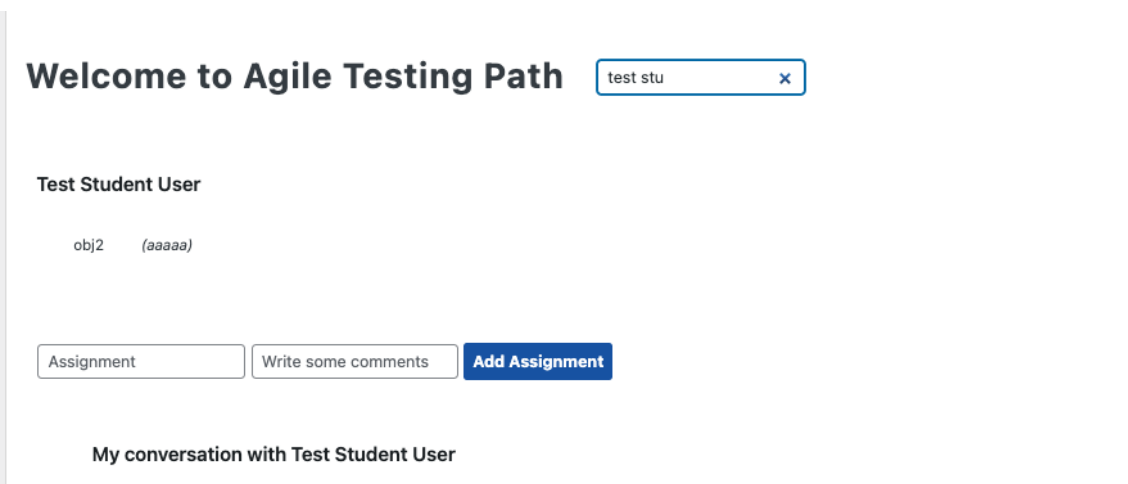 Welcome to Agile Testing Path test stu ×
Test Student User
obj2 (aaaaa)
Assignment Write some comments Add Assignment
My conversation with Test Student User